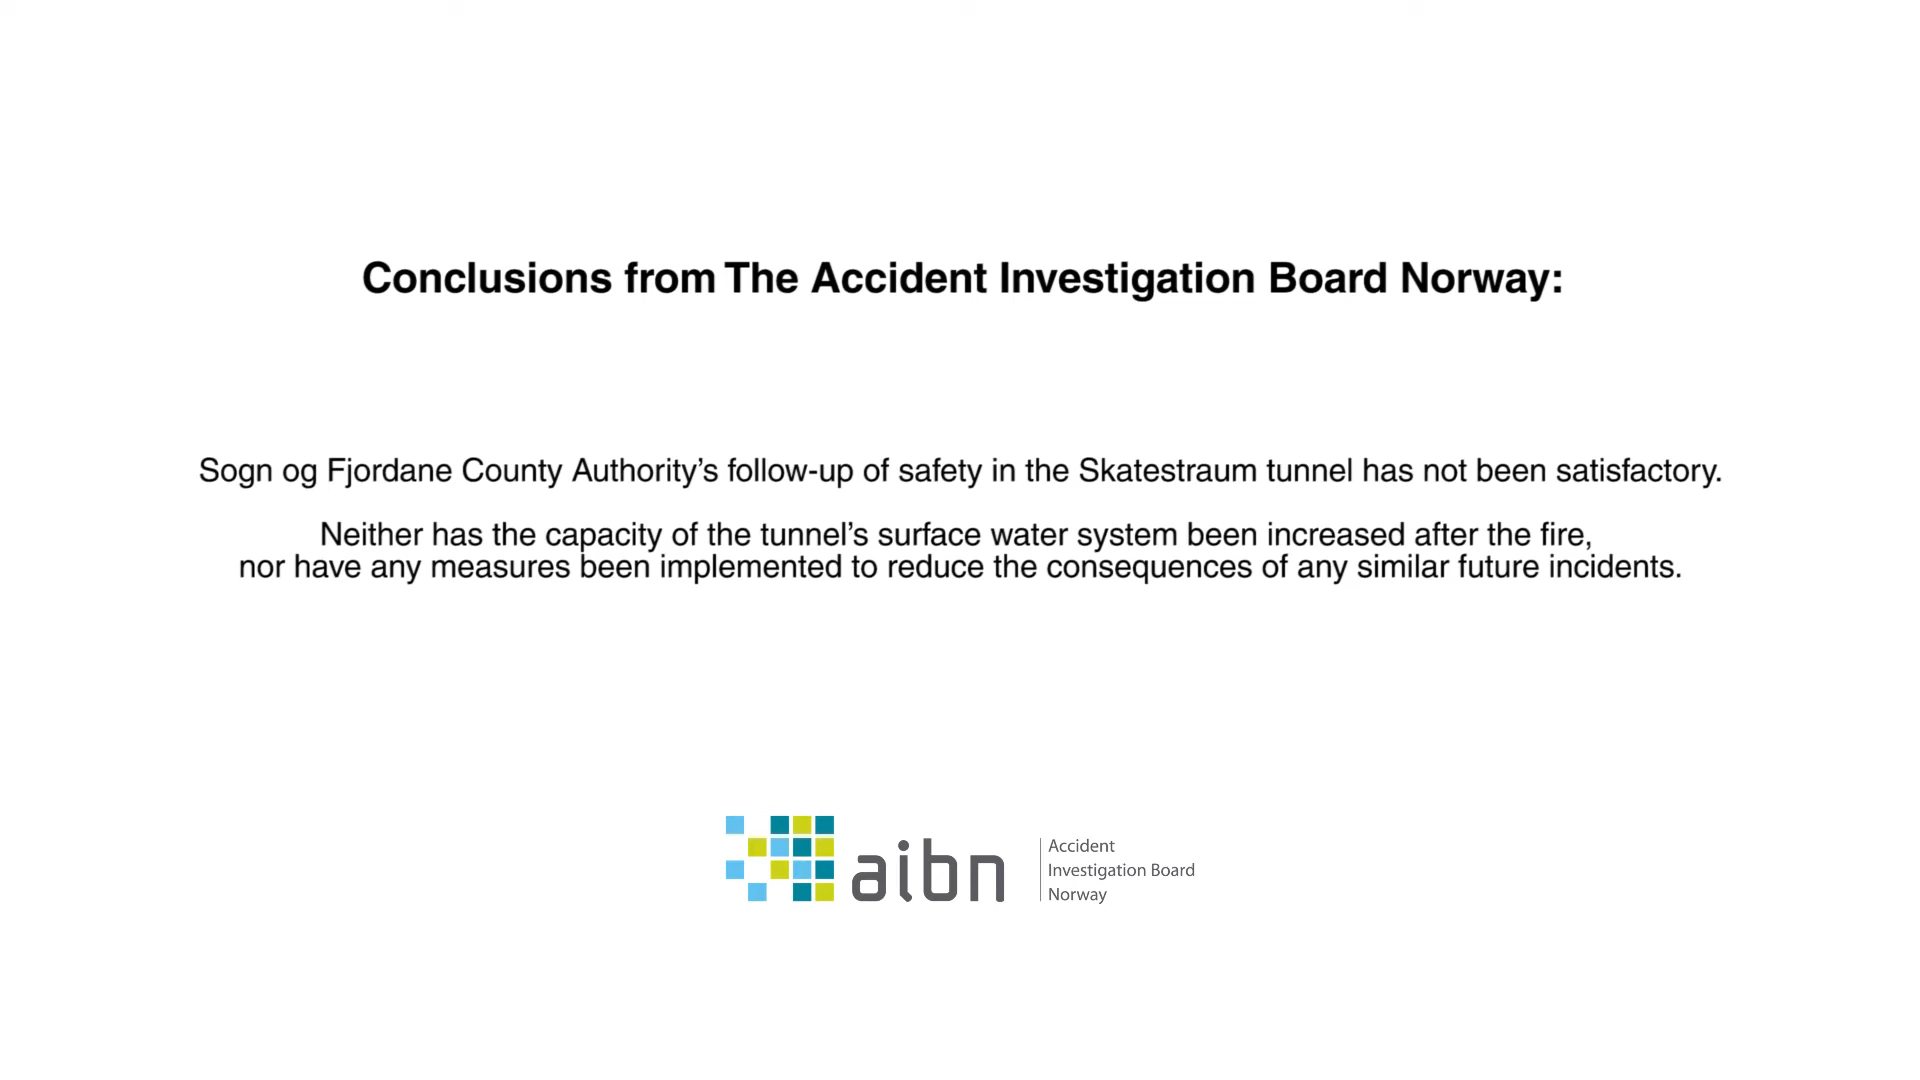 Conclusions from The Accident Investigation Board Norway:
Sogn og Fjordane County Authority’s follow-up of safety in the Skatestraum tunnel has not been satisfactory.
Neither has the capacity of the tunnel’s surface water system been increased after the fire,
nor have any measures been implemented to reduce the consequences of any similar future incidents.
aibn
Accident
Investigation Board
Norway